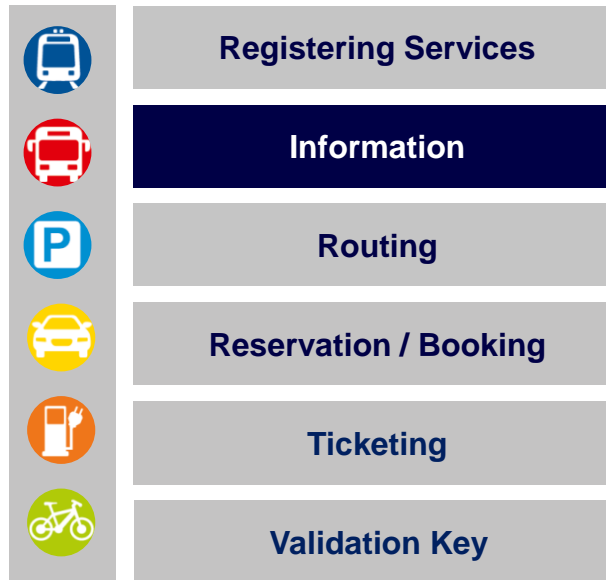 Registering Services
Information
P
Routing
Reservation / Booking
Ticketing
Validation Key